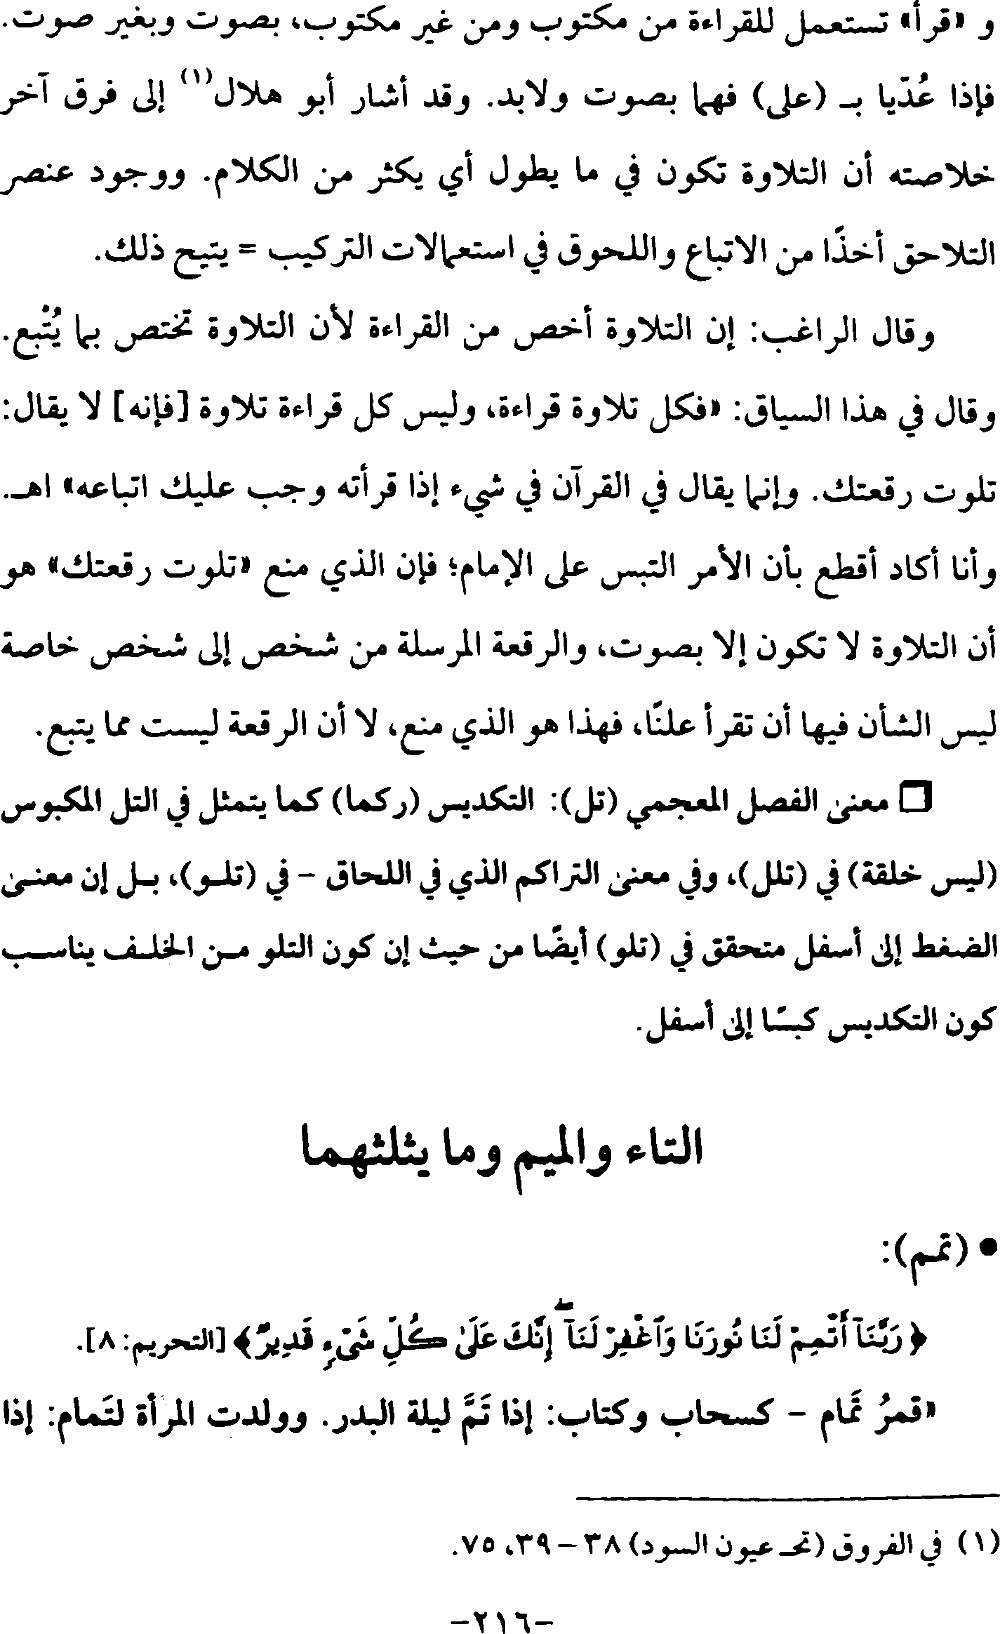 و «قرأ» تستعمل للقراءة من مكتوب ومن غير مكتوب، بصوت وبغير صوت.
فإذا عُدّيا بـ (على) فهما بصوت ولابد. وقد أشار أبو هلال(١) إلى فرق آخر
خلاصته أن التلاوة تكون في ما يطول أي يكثر من الكلام. ووجود عنصر
التلاحق أخذًا من الاتباع واللحوق في استعمالات التركيب = يتيح ذلك.
وقال الراغب: إن التلاوة أخص من القراءة لأن التلاوة تختص بما يُتْبع.
وقال في هذا السياق: «فكل تلاوة قراءة، وليس كل قراءة تلاوة [فإنه] لا يقال:
تلوت رقعتك. وإنما يقال في القرآن في شيء إذا قرأته وجب عليك اتباعه» اهـ.
وأنا أكاد أقطع بأن الأمر التبس على الإمام؛ فإن الذي منع «تلوت رقعتك» هو
أن التلاوة لا تكون إلا بصوت، والرقعة المرسلة من شخص إلى شخص خاصة
ليس الشأن فيها أن تقرأ علنًا، فهذا هو الذي منع، لا أن الرقعة ليست مما يتبع.
❒ معنى الفصل المعجمي (تل): التكديس (ركما) كما يتمثل في التل المكبوس
(ليس خلقة) في (تلل)، وفي معنى التراكم الذي في اللحاق - في (تلـو)، بـل إن معنـى
الضغط إلى أسفل متحقق في (تلو) أيضًا من حيث إن كون التلو مـن الخلـف يناسـب
كون التكديس كبسًا إلى أسفل.
التاء والميم وما يثلثهما
• (تمم):
﴿رَبَّنَآ أَتْمِمْ لَنَا نُورَنَا وَٱغْفِرْ لَنَآ ۖ إِنَّكَ عَلَىٰ كُلِّ شَىْءٍ قَدِيرٌ﴾ [التحريم: ٨].
«قمرُ تَمام - كسحاب وكتاب: إذا تَمَّ ليلة البدر. وولدت المرأة لتَمام: إذا
(١) في الفروق (تحـ عيون السود) ٣٨ - ٣٩، ٧٥.
-٢١٦-